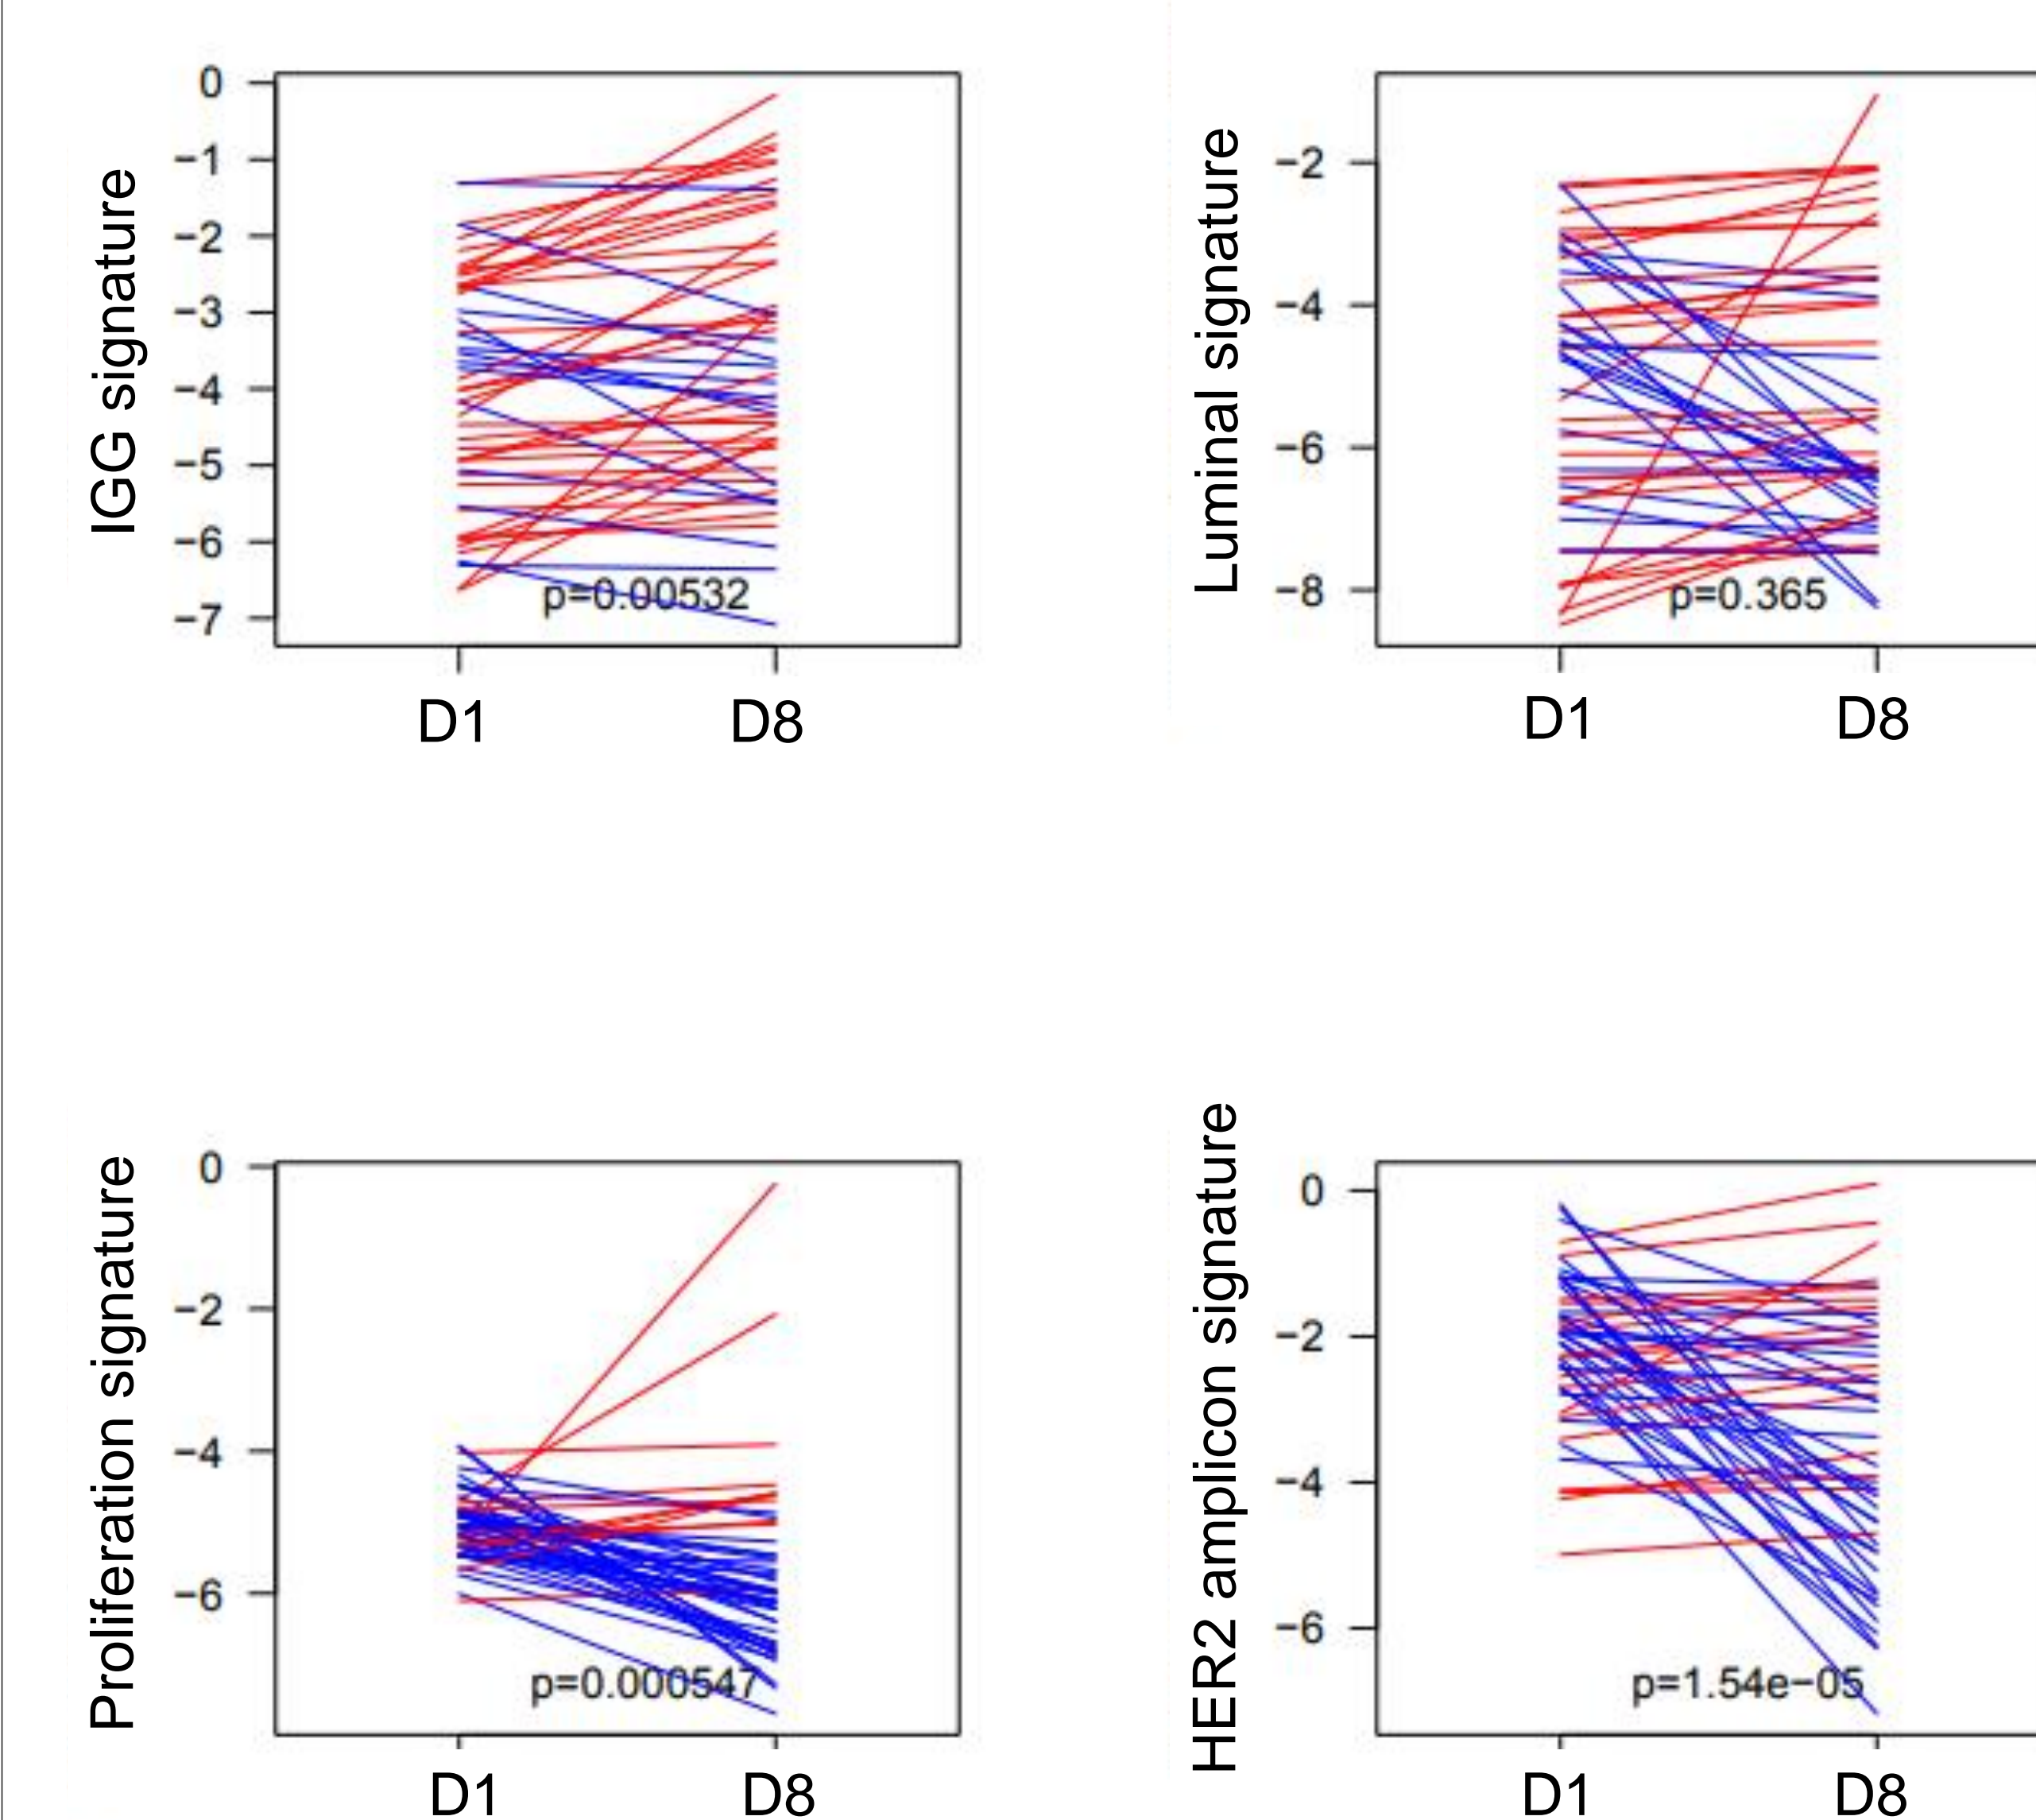 IGG signature
0
−1
−2
−3
−4
−5
−6
−7
p=0.00532
D1 D8
Luminal signature
−2
−4
−6
−8
p=0.365
D1 D8
Proliferation signature
0
−2
−4
−6
p=0.000547
D1 D8
HER2 amplicon signature
0
−2
−4
−6
p=1.54e−05
D1 D8